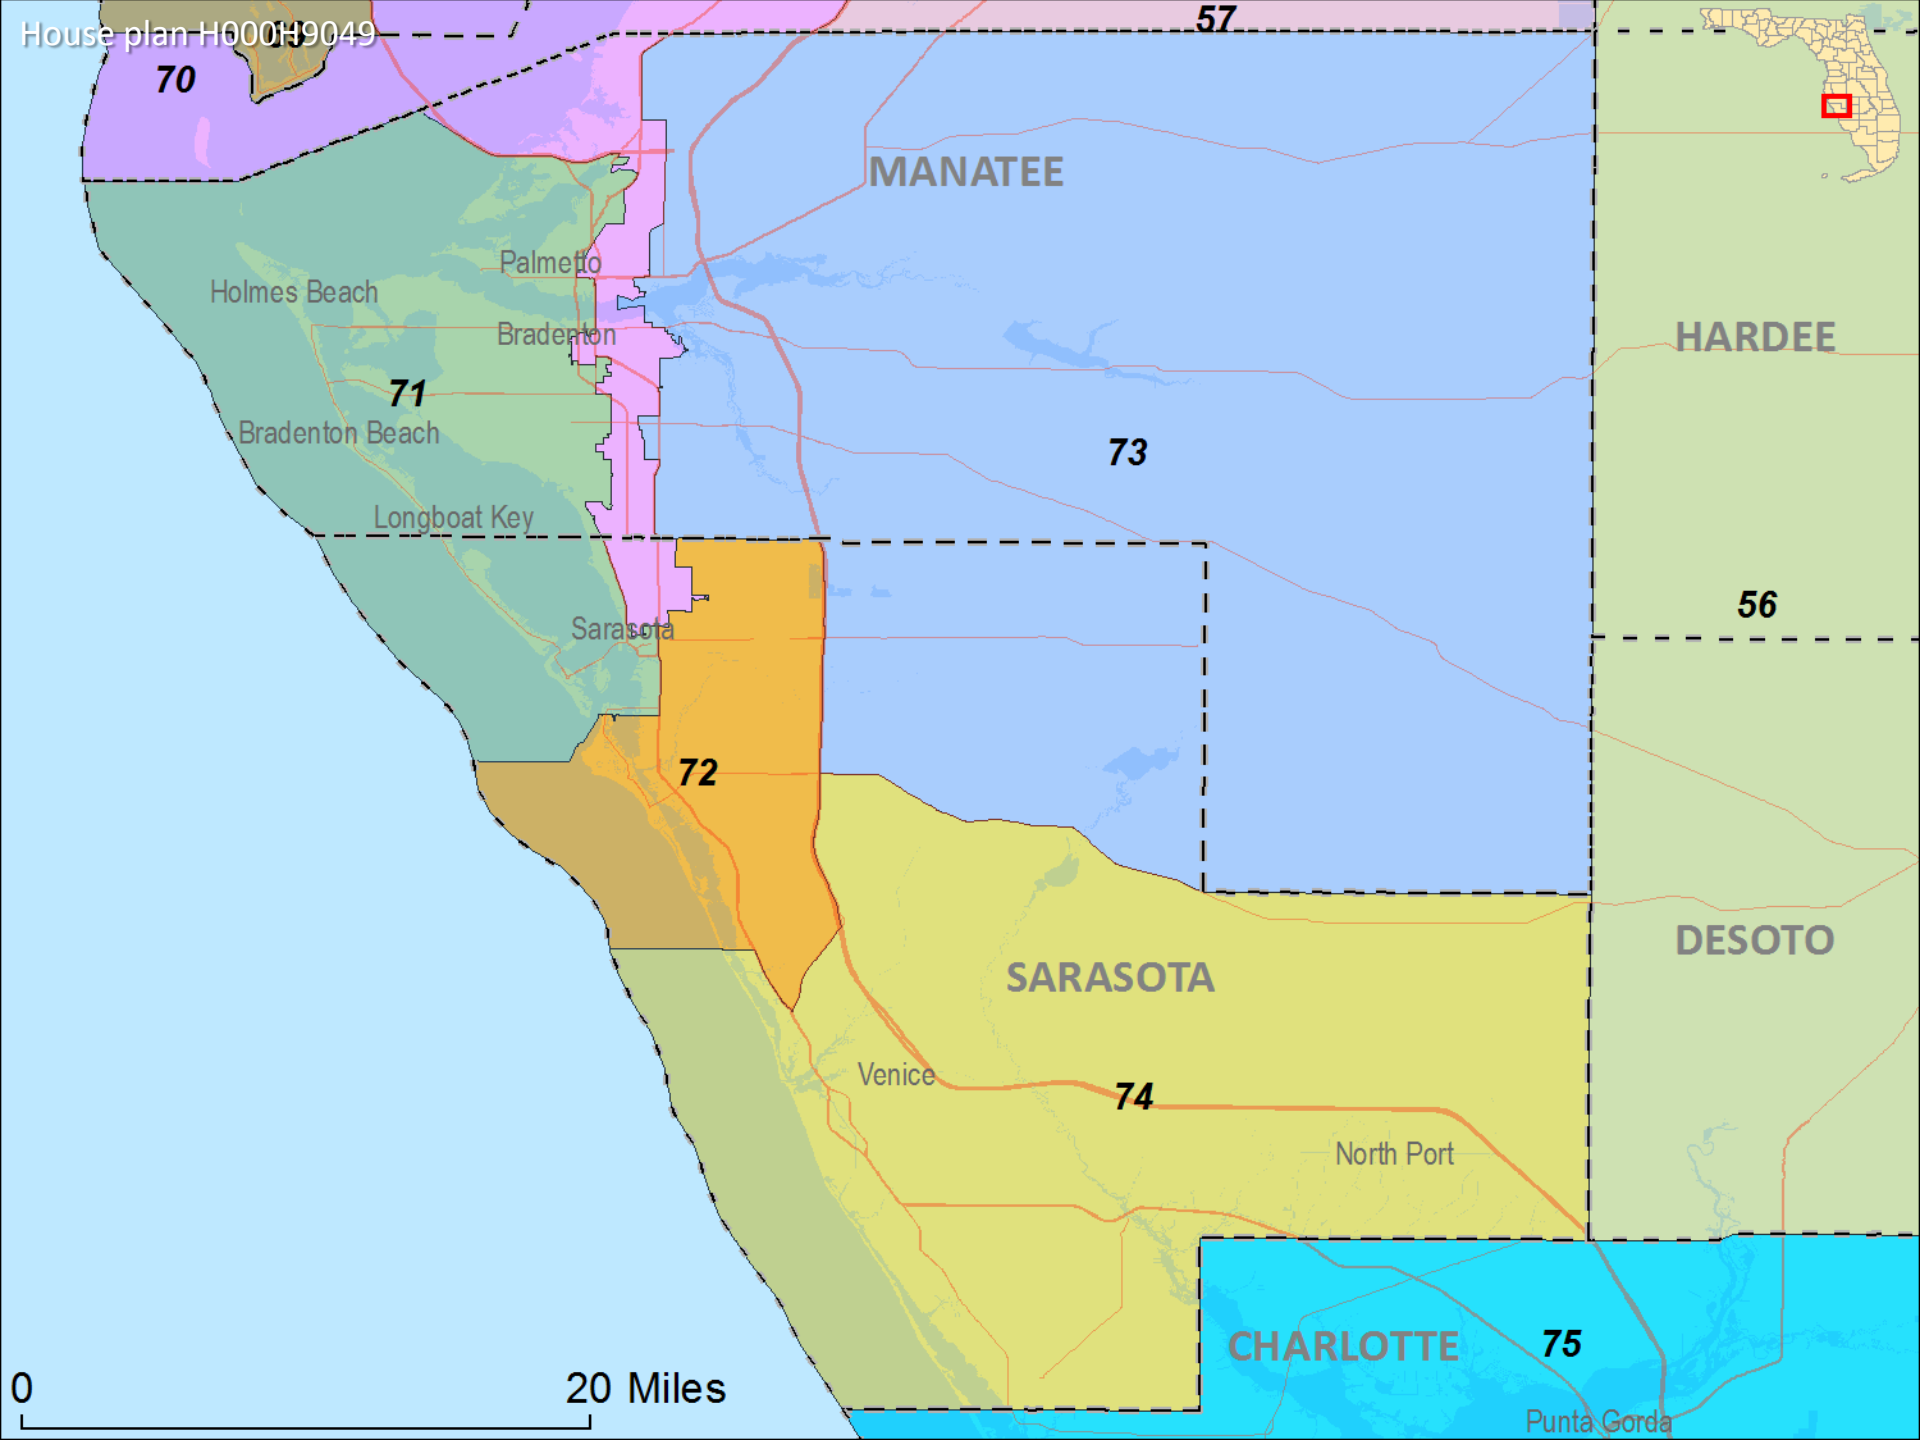 House plan H000H9049
57
70
MANATEE
Palmetto
Holmes Beach
HARDEE
Bradenton
71
Bradenton Beach
73
Longboat Key
56
Sarasota
72
DESOTO
SARASOTA
Venice
74
North Port
CHARLOTTE
75
0
20 Miles
Punta Gorda